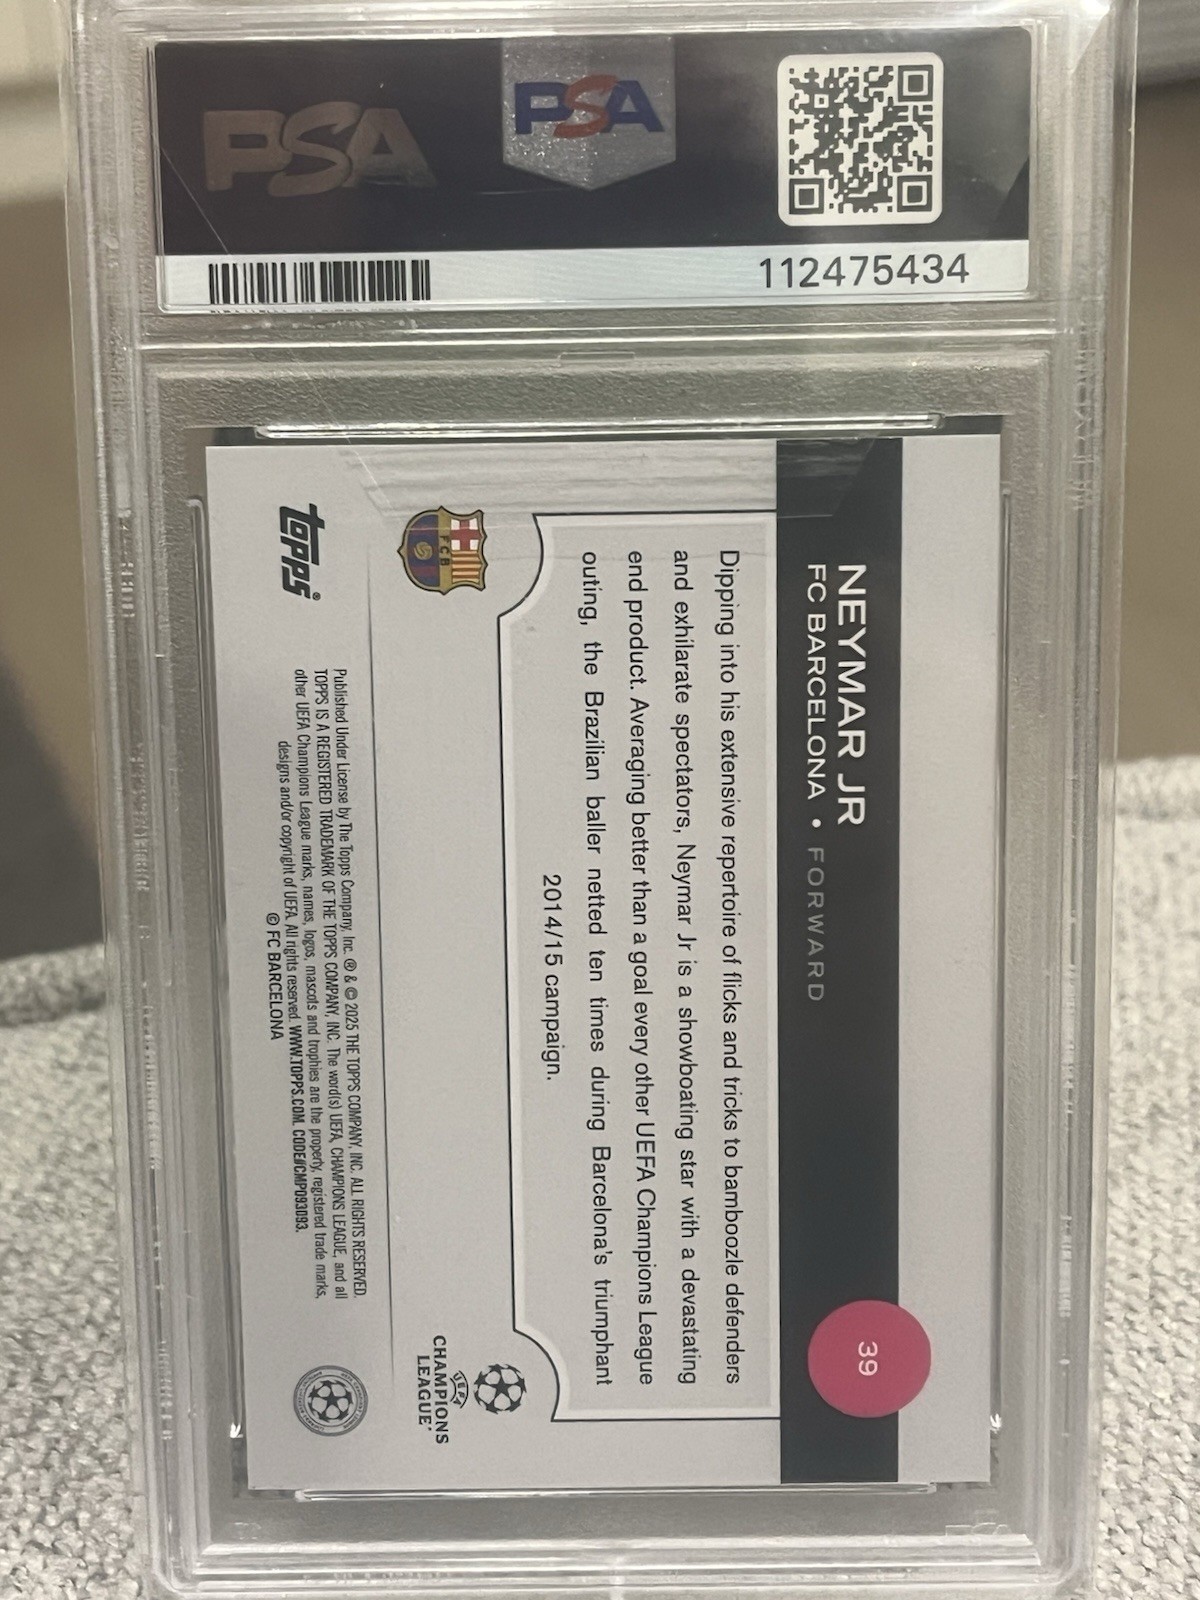 PSA
PSA
112475434
NEYMAR JR
FC BARCELONA • FORWARD
39
Dipping into his extensive repertoire of flicks and tricks to bamboozle defenders
and exhilarate spectators, Neymar Jr is a showboating star with a devastating
end product. Averaging better than a goal every other UEFA Champions League
outing, the Brazilian baller netted ten times during Barcelona's triumphant
2014/15 campaign.
FCB
UEFA
CHAMPIONS
LEAGUE
topps®
Published Under License by The Topps Company, Inc. ® & © 2025 THE TOPPS COMPANY, INC. ALL RIGHTS RESERVED.
TOPPS IS A REGISTERED TRADEMARK OF THE TOPPS COMPANY, INC. The word(s) UEFA, CHAMPIONS LEAGUE, and all
other UEFA Champions League marks, names, logos, mascots and trophies are the property, registered trade marks,
designs and/or copyright of UEFA. All rights reserved. WWW.TOPPS.COM. CODE#CMP093093.
© FC BARCELONA